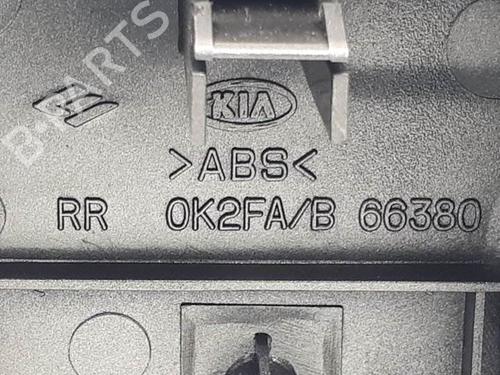 B-PARTS
KIA
>ABS<
RR 0K2FA/B 66380